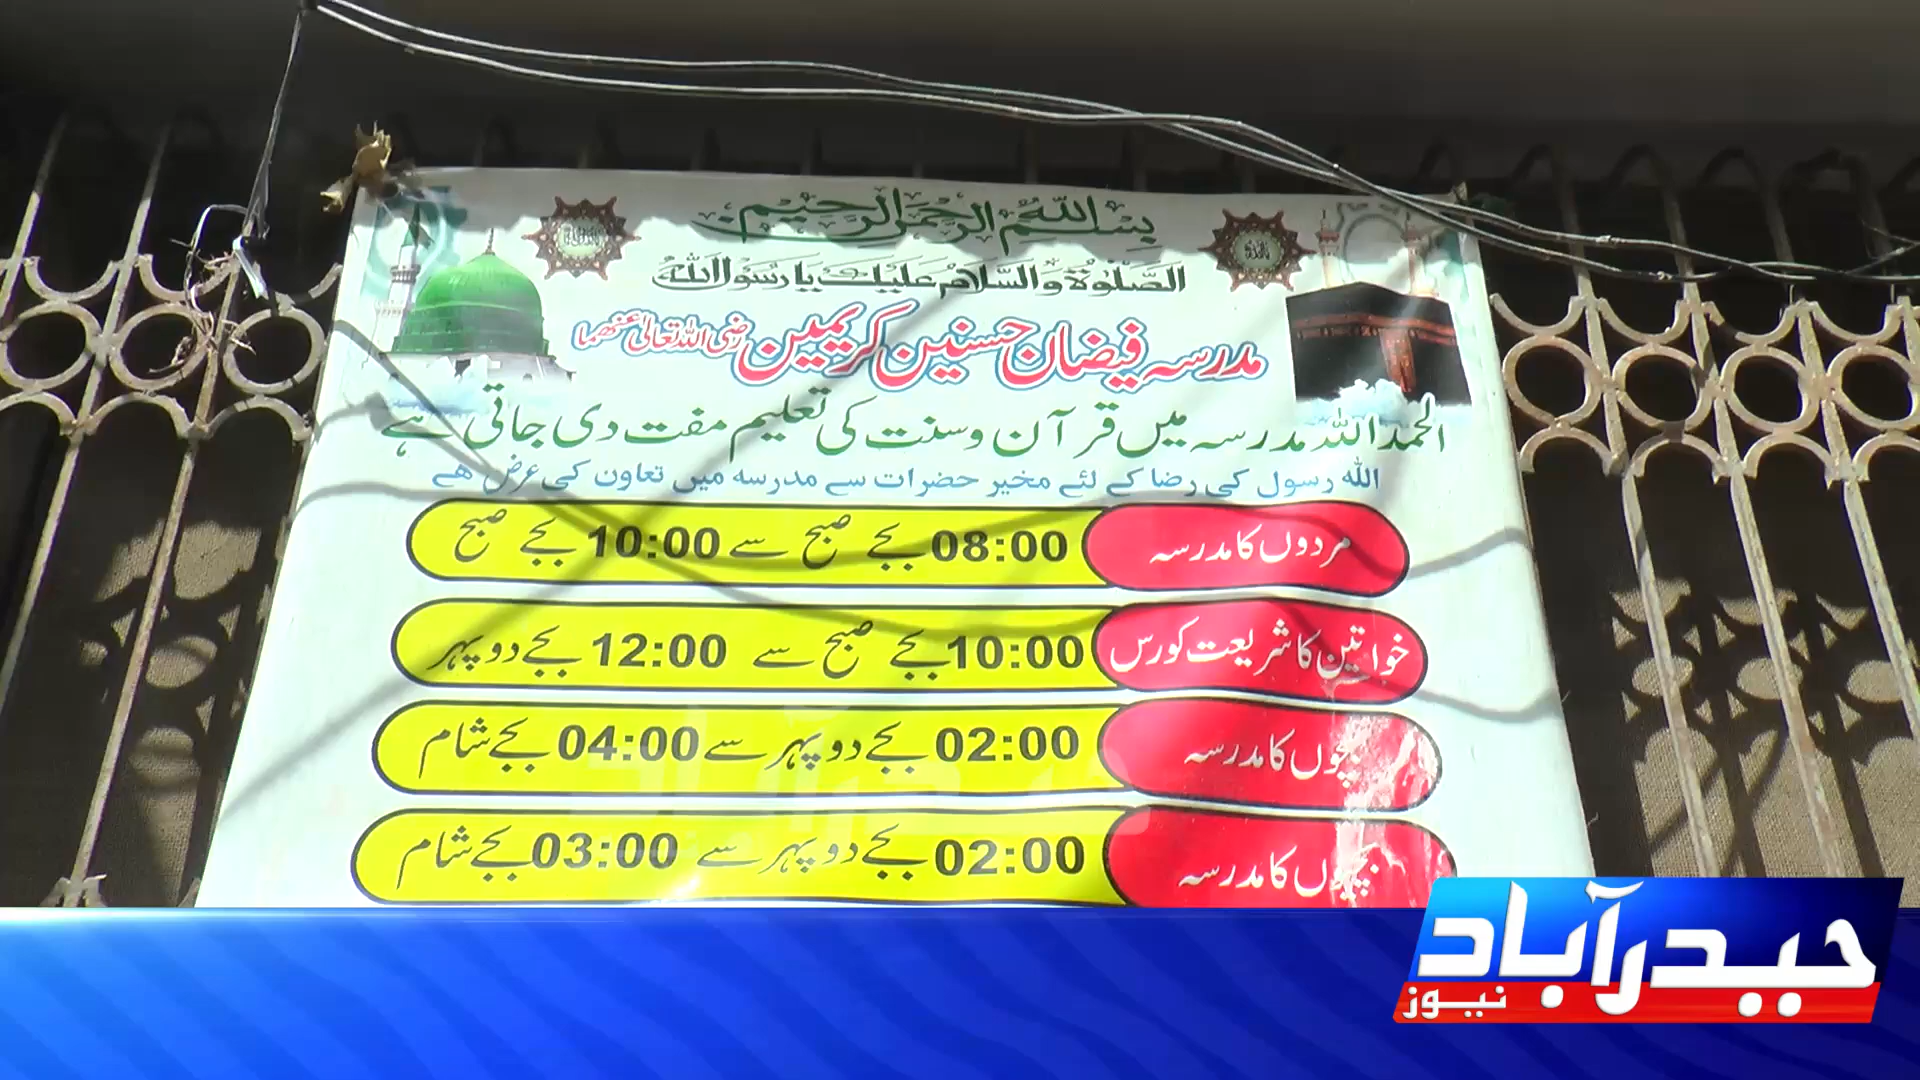 بسم اللہ الرحمن الرحیم
الصلوۃ والسلام علیک یارسول اللہ
مدرسہ فیضان حسنین کریمین رضی اللہ تعالیٰ عنھما
الحمد اللہ مدرسہ میں قرآن وسنت کی تعلیم مفت دی جاتی ہے
اللہ رسول کی رضا کے لئے مخیر حضرات سے مدرسہ میں تعاون کی عرض ھے
مردوں کا مدرسہ 08:00 بجے صبح سے 10:00 بجے صبح
خواتین کا شریعت کورس 10:00 بجے صبح سے 12:00 بجے دوپہر
بچوں کا مدرسہ 02:00 بجے دوپہر سے 04:00 بجے شام
بچیوں کا مدرسہ 02:00 بجے دوپہر سے 03:00 بجے شام
حیدرآباد
نیوز